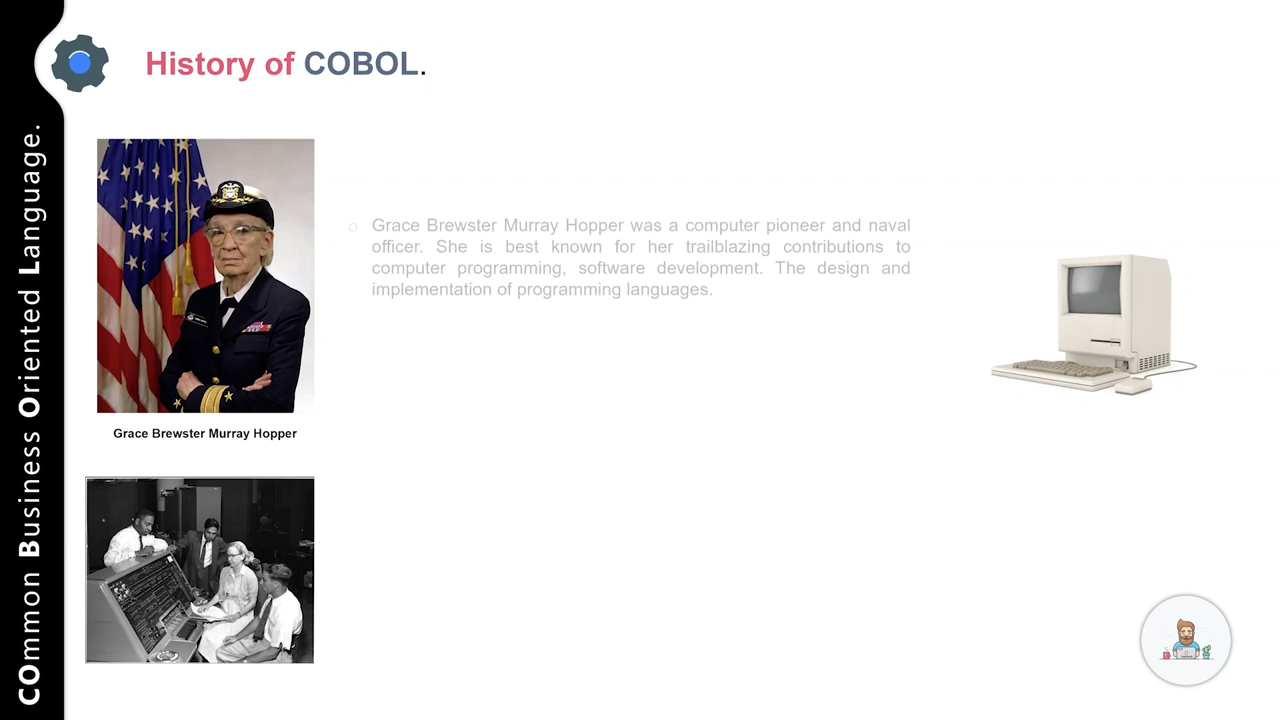 COmmon Business Oriented Language.
History of COBOL.
Grace Brewster Murray Hopper was a computer pioneer and naval
officer. She is best known for her trailblazing contributions to
computer programming, software development. The design and
implementation of programming languages.
Grace Brewster Murray Hopper